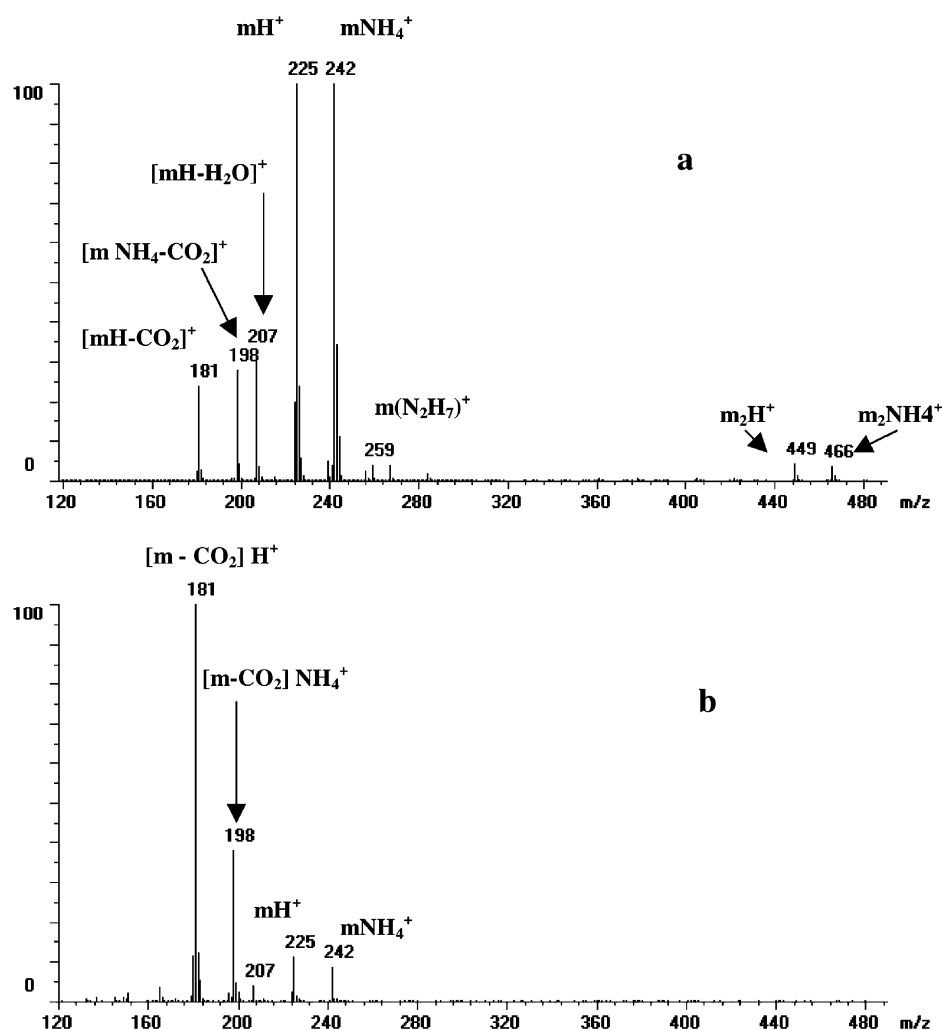 mH⁺ mNH₄⁺
225 242
100
[mH-H₂O]⁺
a
[m NH₄-CO₂]⁺
[mH-CO₂]⁺
207
198
181
m(N₂H₇)⁺
259
m₂H⁺ m₂NH4⁺
449 466
0
120 160 200 240 280 320 360 400 440 480 m/z
[m - CO₂] H⁺
181
100
[m-CO₂] NH₄⁺
b
198
mH⁺
mNH₄⁺
225 242
207
0
120 160 200 240 280 320 360 400 440 480 m/z